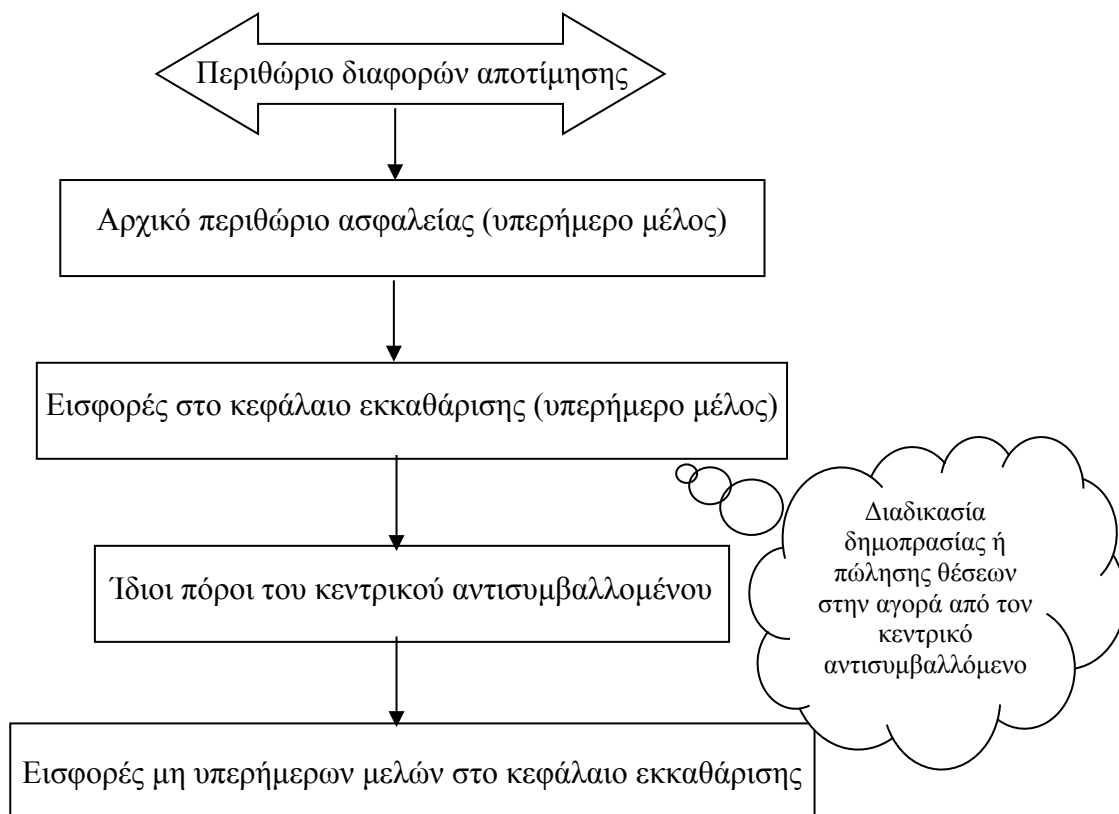 Περιθώριο διαφορών αποτίμησης
Αρχικό περιθώριο ασφαλείας (υπερήμερο μέλος)
Εισφορές στο κεφάλαιο εκκαθάρισης (υπερήμερο μέλος)
Διαδικασία
δημοπρασίας ή
πώλησης θέσεων
στην αγορά από τον
κεντρικό
αντισυμβαλλόμενο
Ίδιοι πόροι του κεντρικού αντισυμβαλλομένου
Εισφορές μη υπερήμερων μελών στο κεφάλαιο εκκαθάρισης